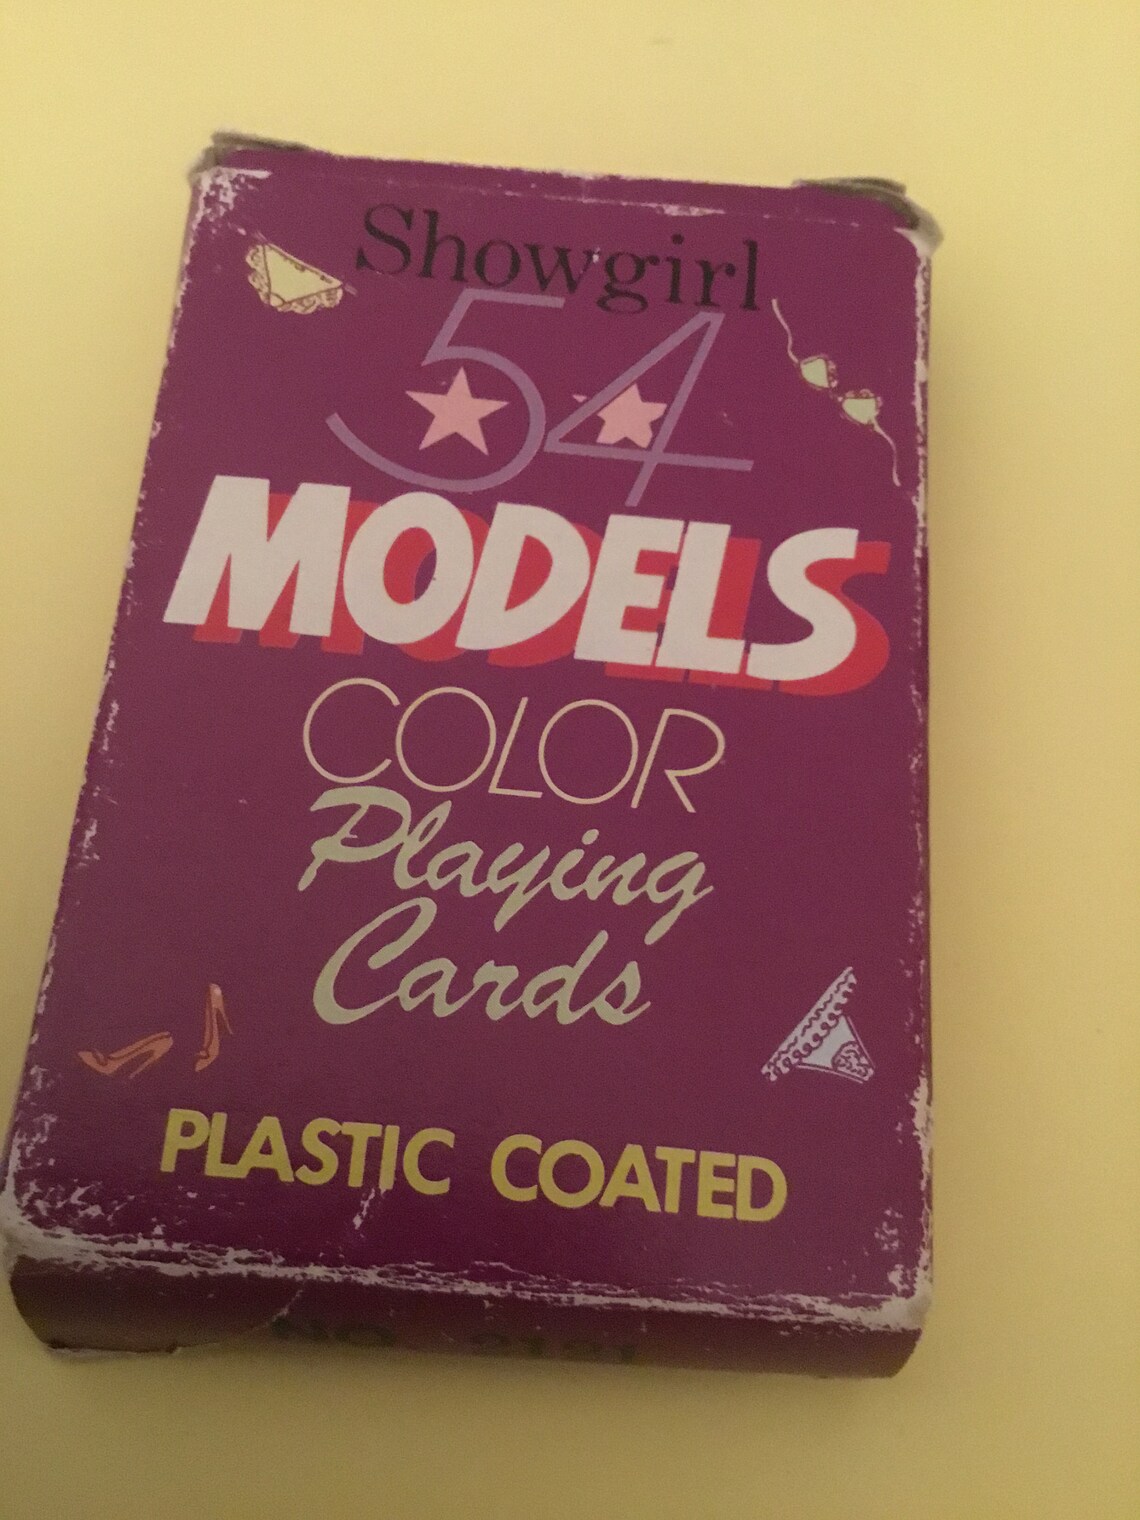 Showgirl
54
MODELS
COLOR
Playing
Cards
PLASTIC COATED